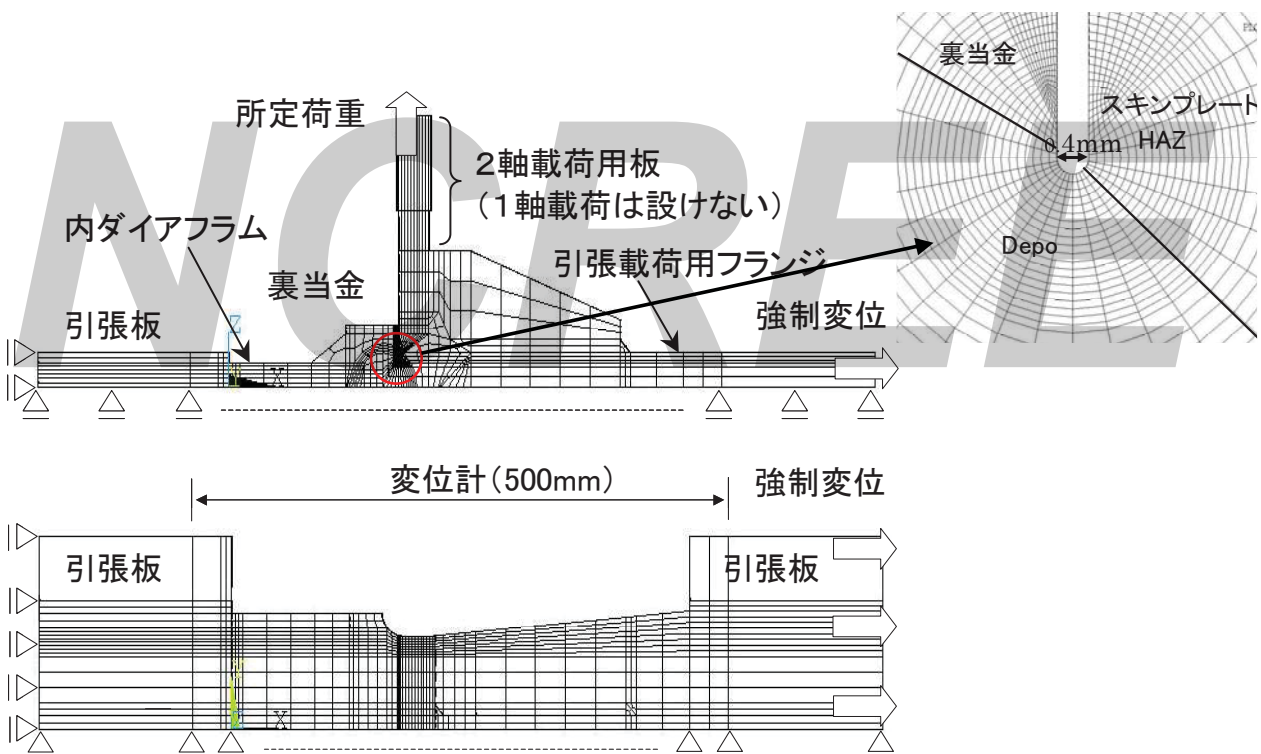 NCREE
所定荷重
2軸載荷用板
(1軸載荷は設けない)
内ダイアフラム
裏当金
引張板
引張載荷用フランジ
強制変位
裏当金
スキンプレート
HAZ
0.4mm
Depo
Z
X
変位計(500mm)
強制変位
引張板
引張板
X